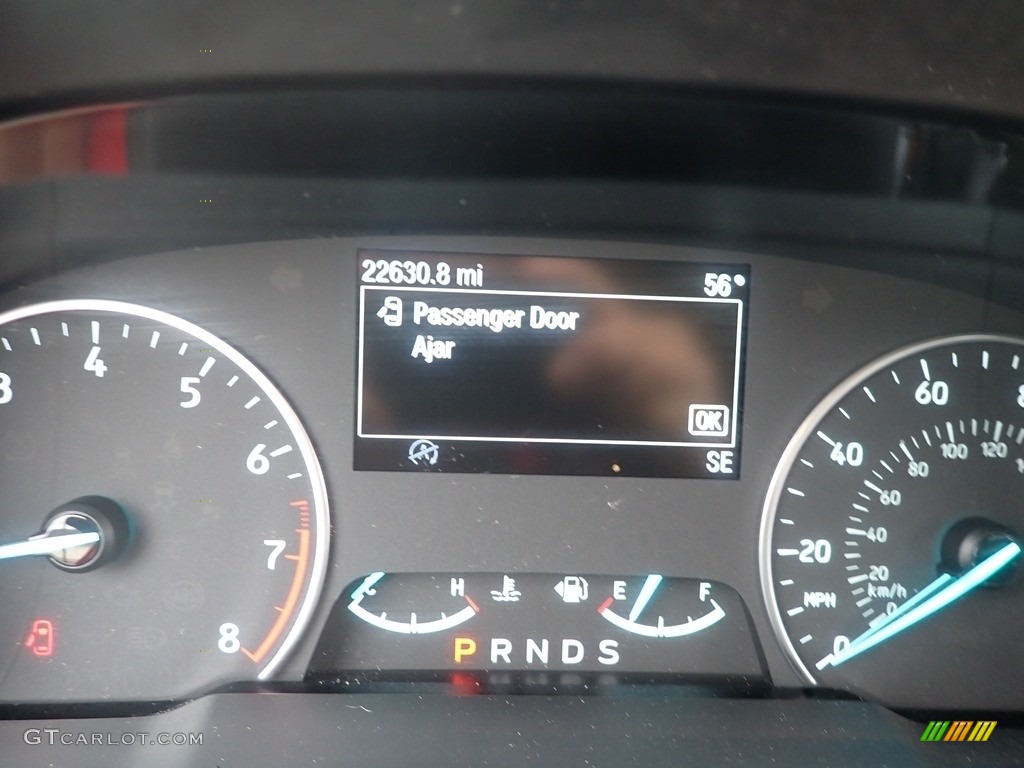 22630.8 mi 56°
Passenger Door
Ajar
OK
SE
3 4 5 6 7 8
20 40 60
0
MPH
0 20 40 60 80 100 120
km/h
C H E F
P R N D S
GTCARLOT.COM